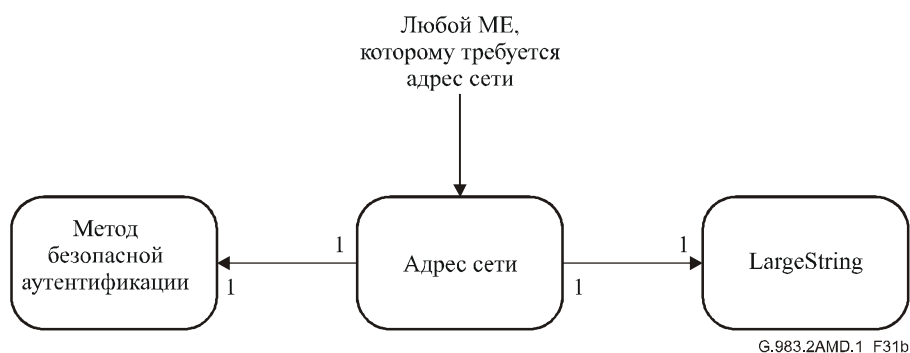 Любой ME,
которому требуется
адрес сети
Метод
безопасной
аутентификации
1
1
Адрес сети
1
1
LargeString
G.983.2AMD.1 F31b